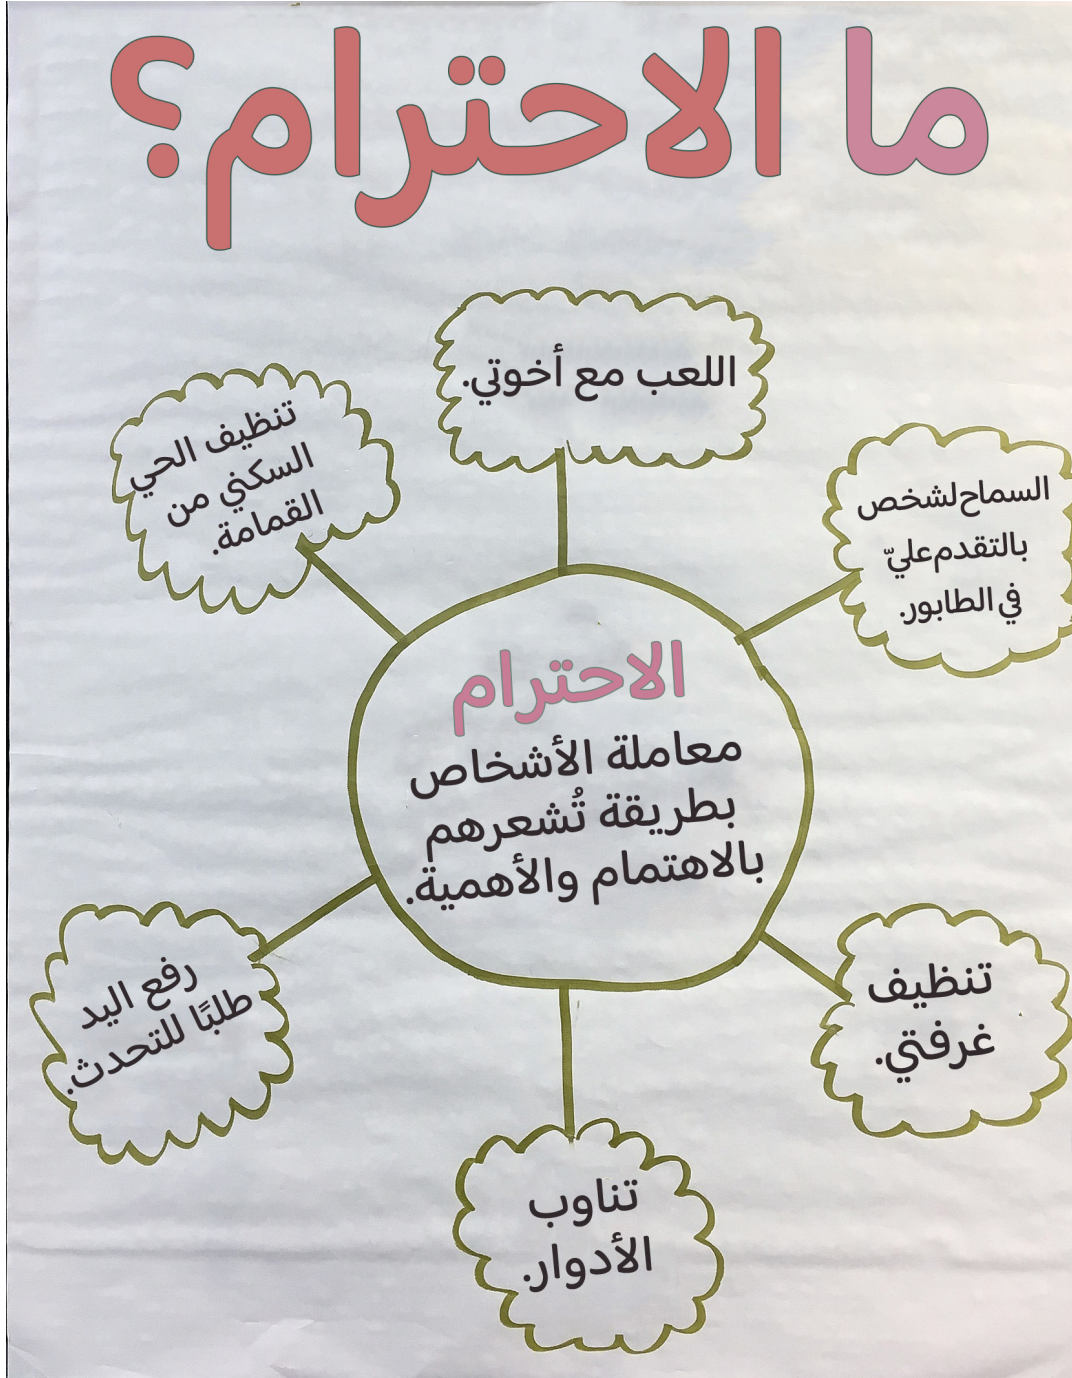 ما الاحترام؟
اللعب مع أخوتي.
السماح لشخص
بالتقدم عليّ
في الطابور.
تنظيف الحي
السكني من
القمامة.
الاحترام
معاملة الأشخاص
بطريقة تُشعرهم
بالاهتمام والأهمية.
تنظيف
غرفتي.
رفع اليد
طلبًا للتحدث.
تناوب
الأدوار.